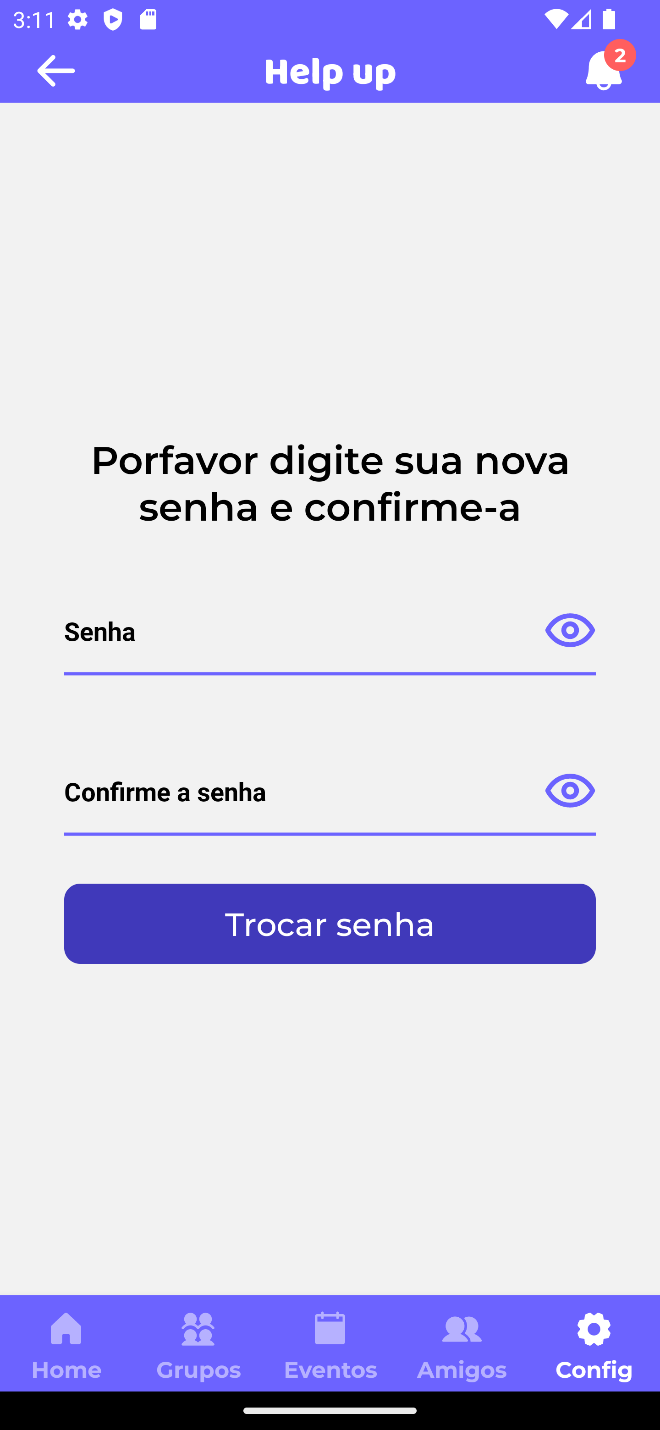 3:11
Help up
2
Porfavor digite sua nova
senha e confirme-a
Senha
Confirme a senha
Trocar senha
Home Grupos Eventos Amigos Config